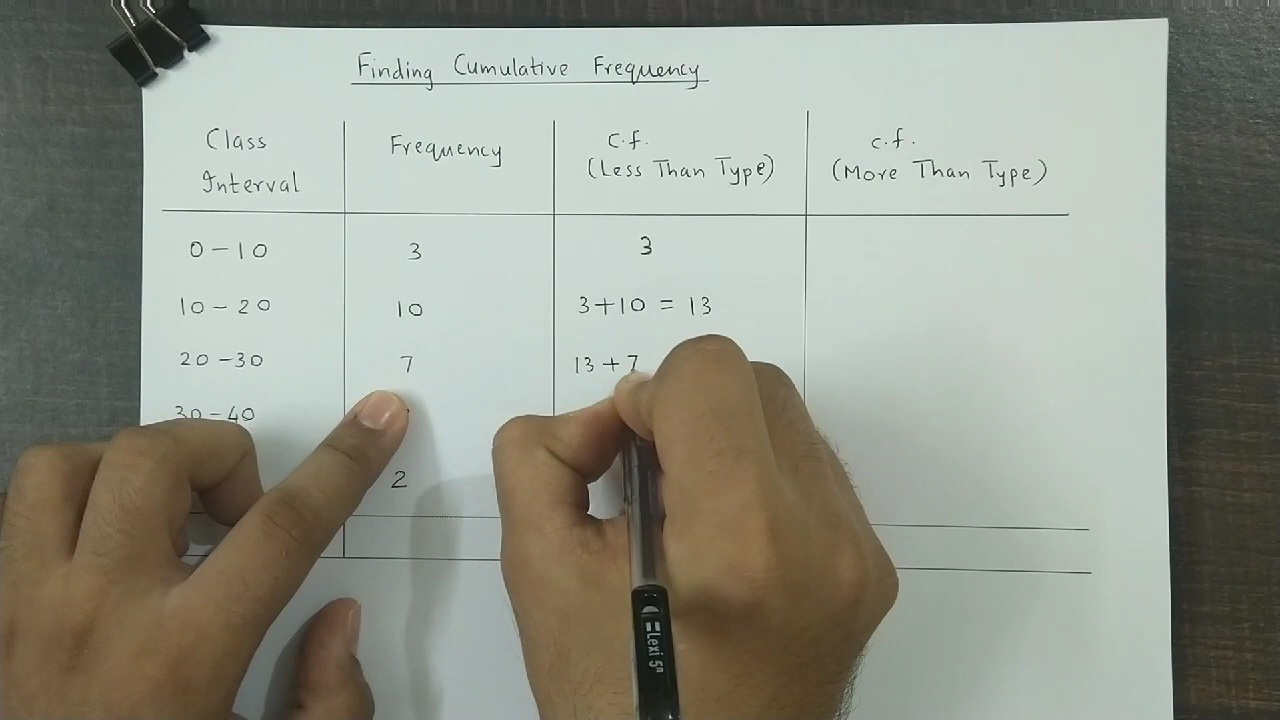 Finding Cumulative Frequency
Class Interval Frequency c.f. (Less Than Type) c.f. (More Than Type)
0-10 3 3
10-20 10 3+10 = 13
20-30 7 13+7
30-40
2
Lexi 5n